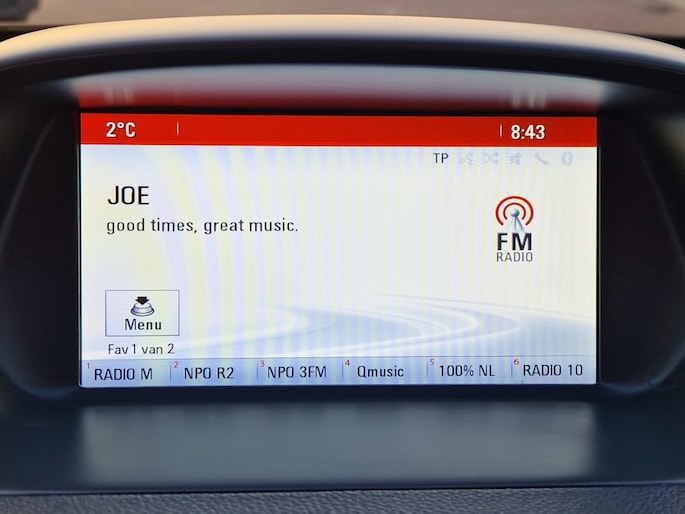 2°C 8:43
TP
JOE
good times, great music.
FM
RADIO
Menu
Fav 1 van 2
1 RADIO M 2 NPO R2 3 NPO 3FM 4 Qmusic 5 100% NL 6 RADIO 10